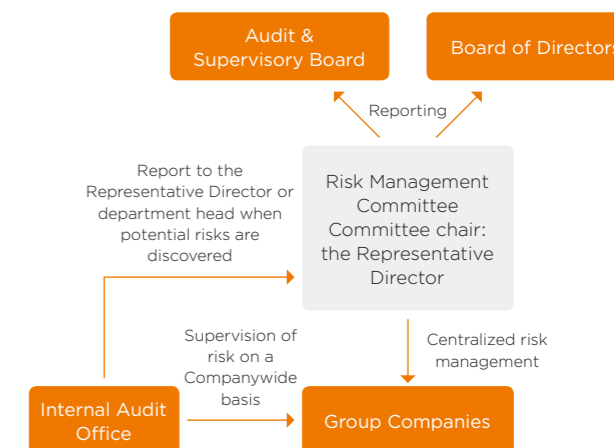 Audit &
Supervisory Board
Board of Directors
Reporting
Report to the
Representative Director or
department head when
potential risks are
discovered
Risk Management
Committee
Committee chair:
the Representative
Director
Supervision of
risk on a
Companywide
basis
Centralized risk
management
Internal Audit
Office
Group Companies